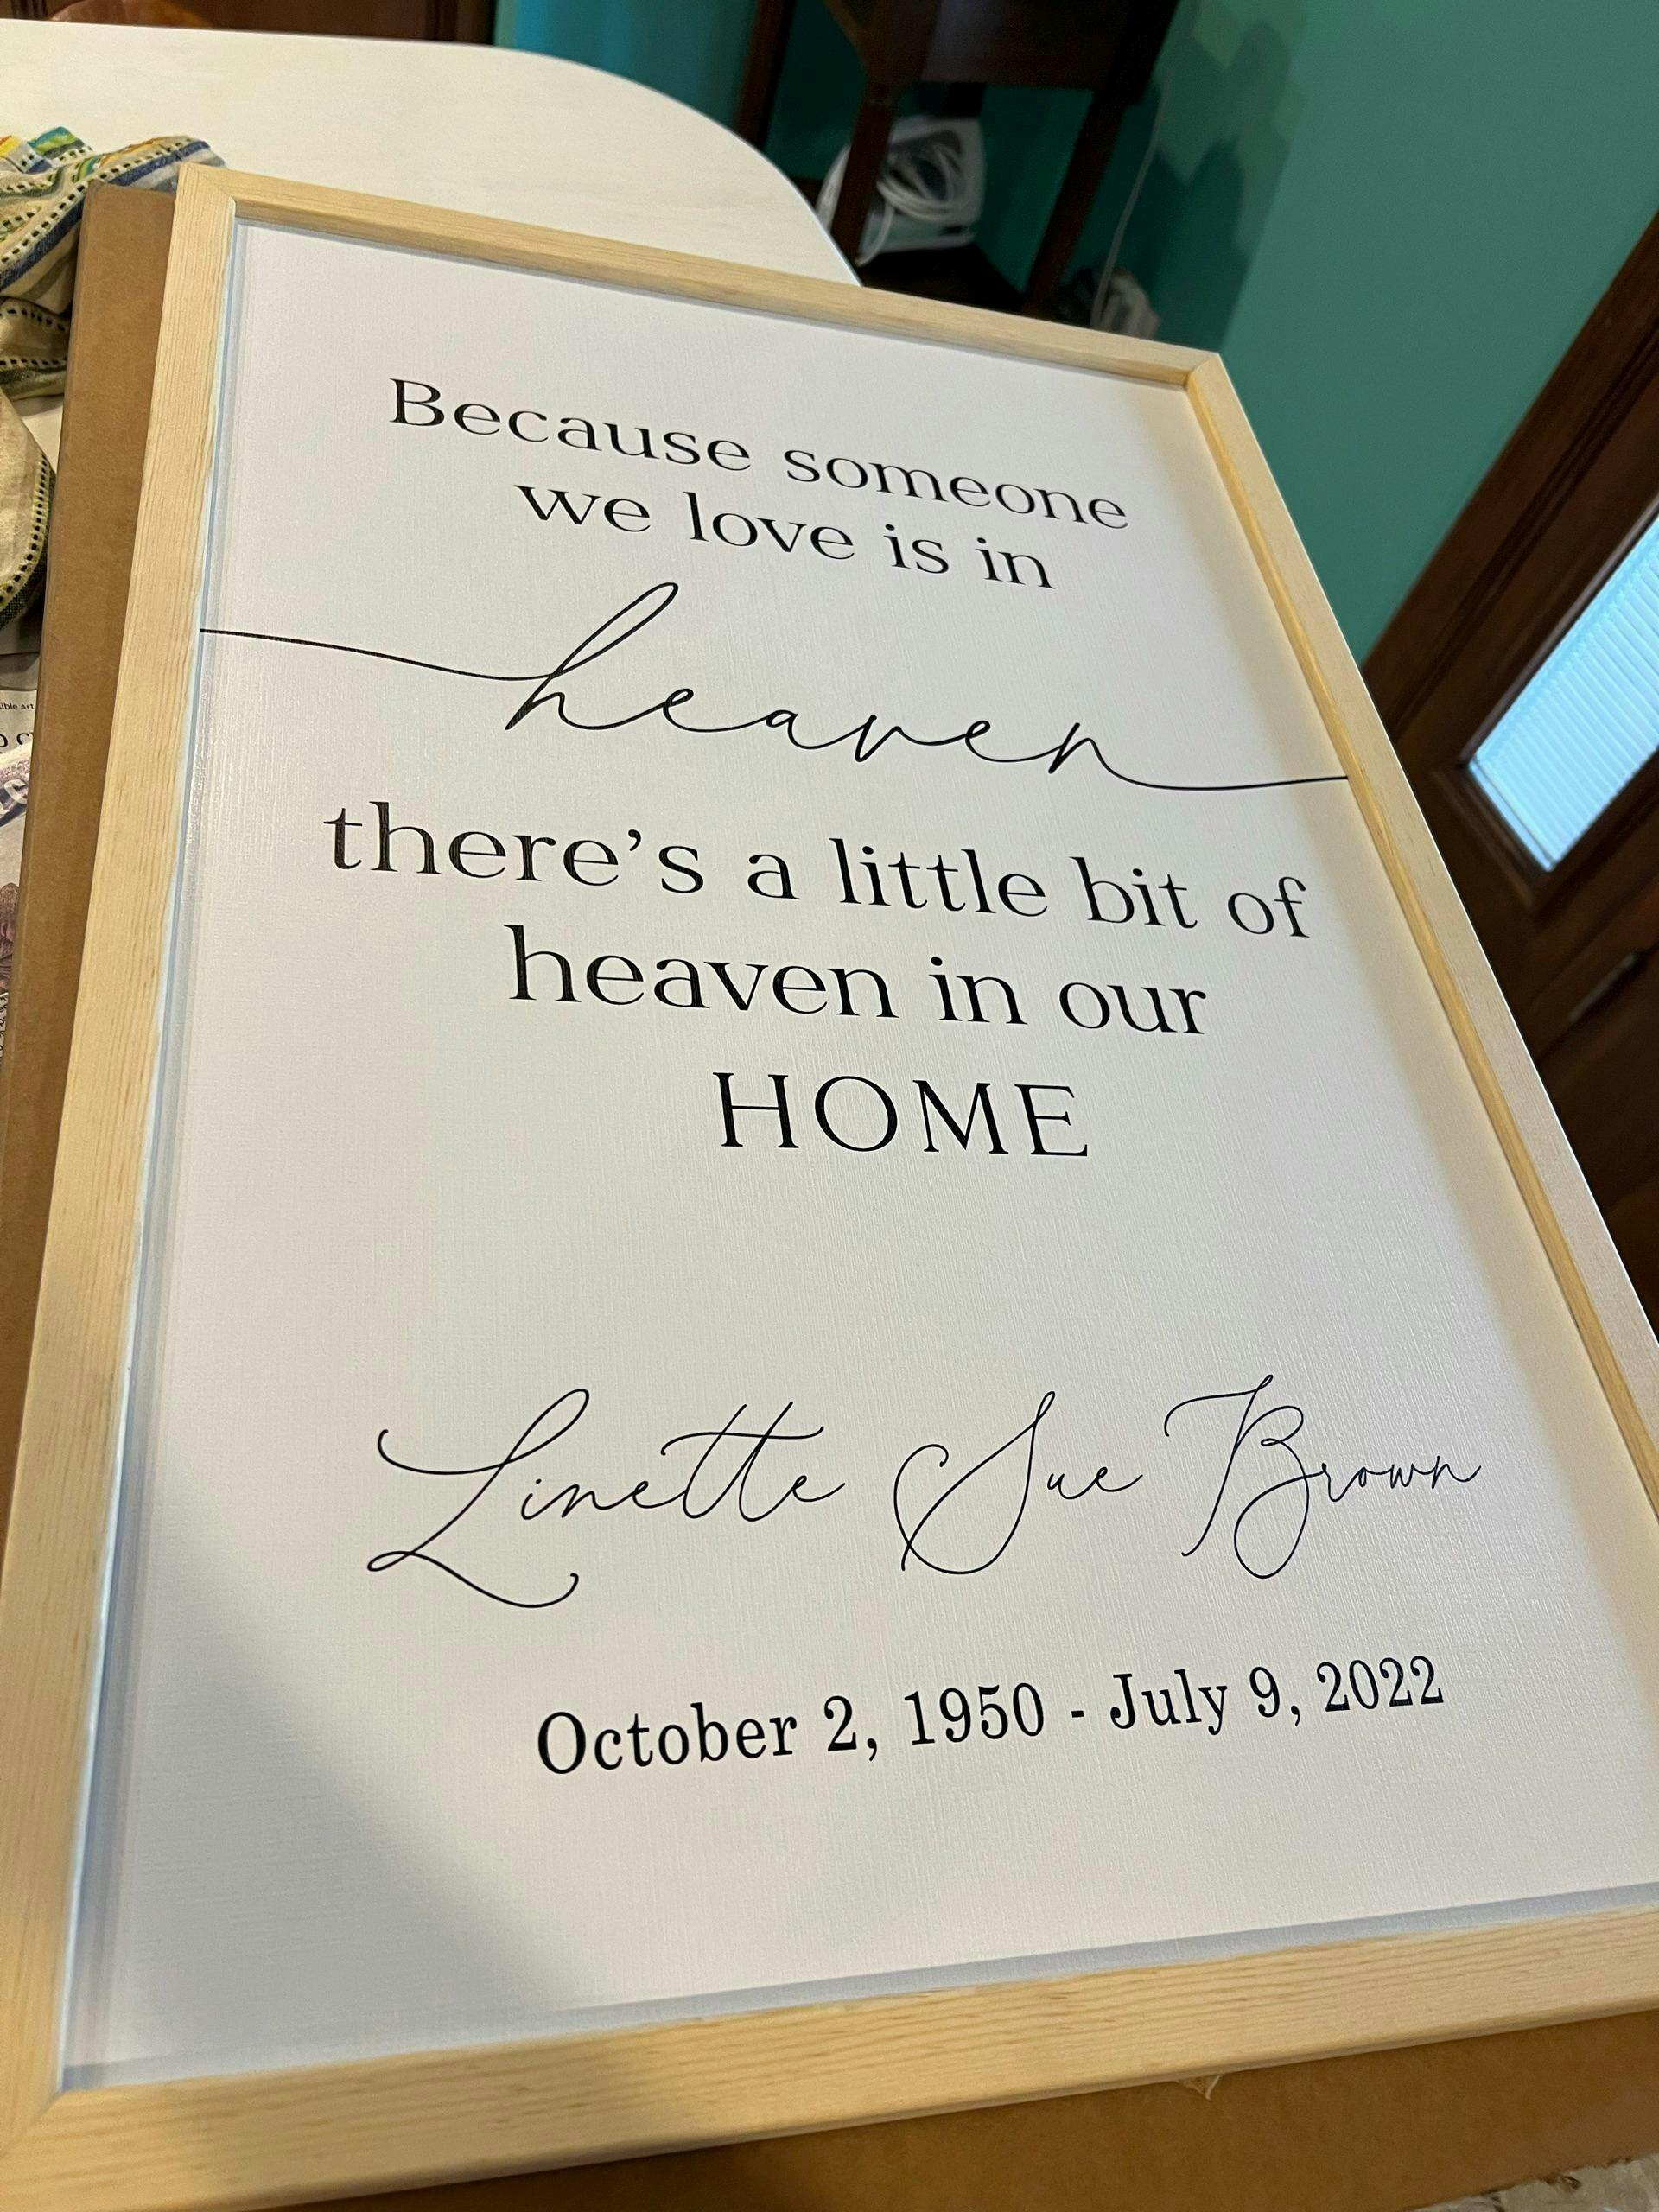 Because someone
we love is in
heaven
there's a little bit of
heaven in our
HOME
Linette Sue Brown
October 2, 1950 - July 9, 2022